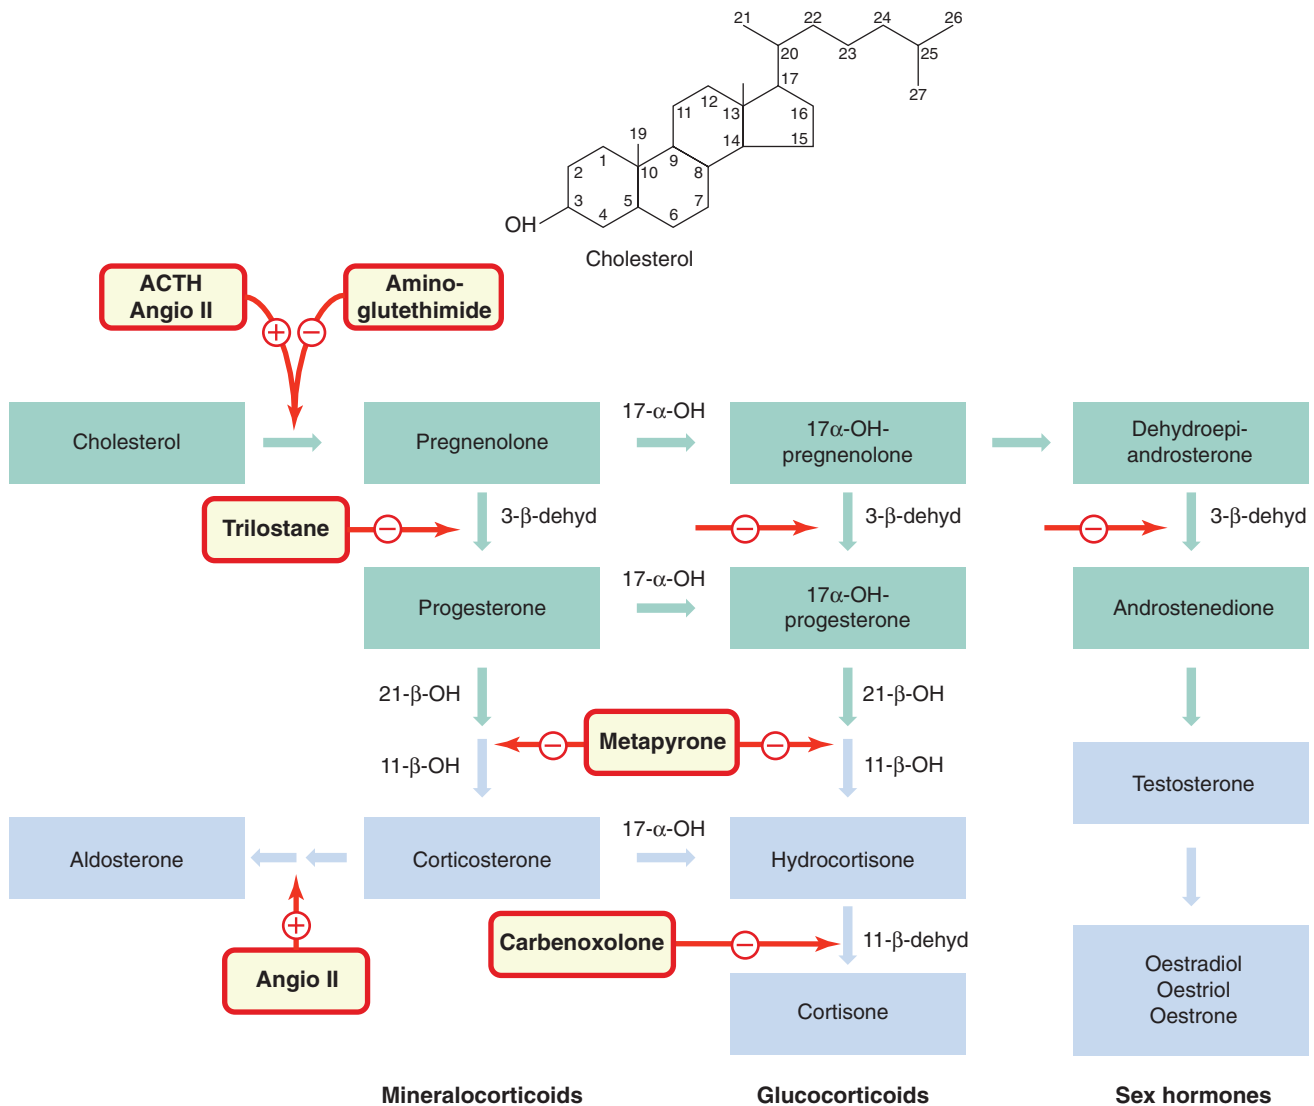 21
22
24
26
20
23
25
17
27
12
11
13
16
19
14
15
1
9
2
10
8
3
5
7
4
6
OH
Cholesterol
ACTH
Angio II
Amino-
glutethimide
+
−
17-α-OH
Cholesterol
Pregnenolone
17α-OH-
pregnenolone
Dehydroepi-
androsterone
Trilostane
−
3-β-dehyd
−
3-β-dehyd
−
3-β-dehyd
17-α-OH
Progesterone
17α-OH-
progesterone
Androstenedione
21-β-OH
21-β-OH
−
Metapyrone
−
11-β-OH
11-β-OH
Testosterone
17-α-OH
Aldosterone
Corticosterone
Hydrocortisone
+
Angio II
Carbenoxolone
−
11-β-dehyd
Cortisone
Oestradiol
Oestriol
Oestrone
Mineralocorticoids
Glucocorticoids
Sex hormones